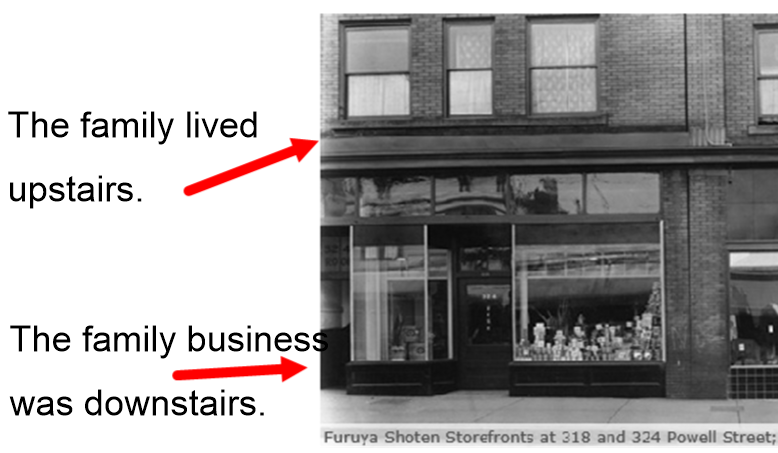 The family lived
upstairs.
The family business
was downstairs.
Furuya Shoten Storefronts at 318 and 324 Powell Street;